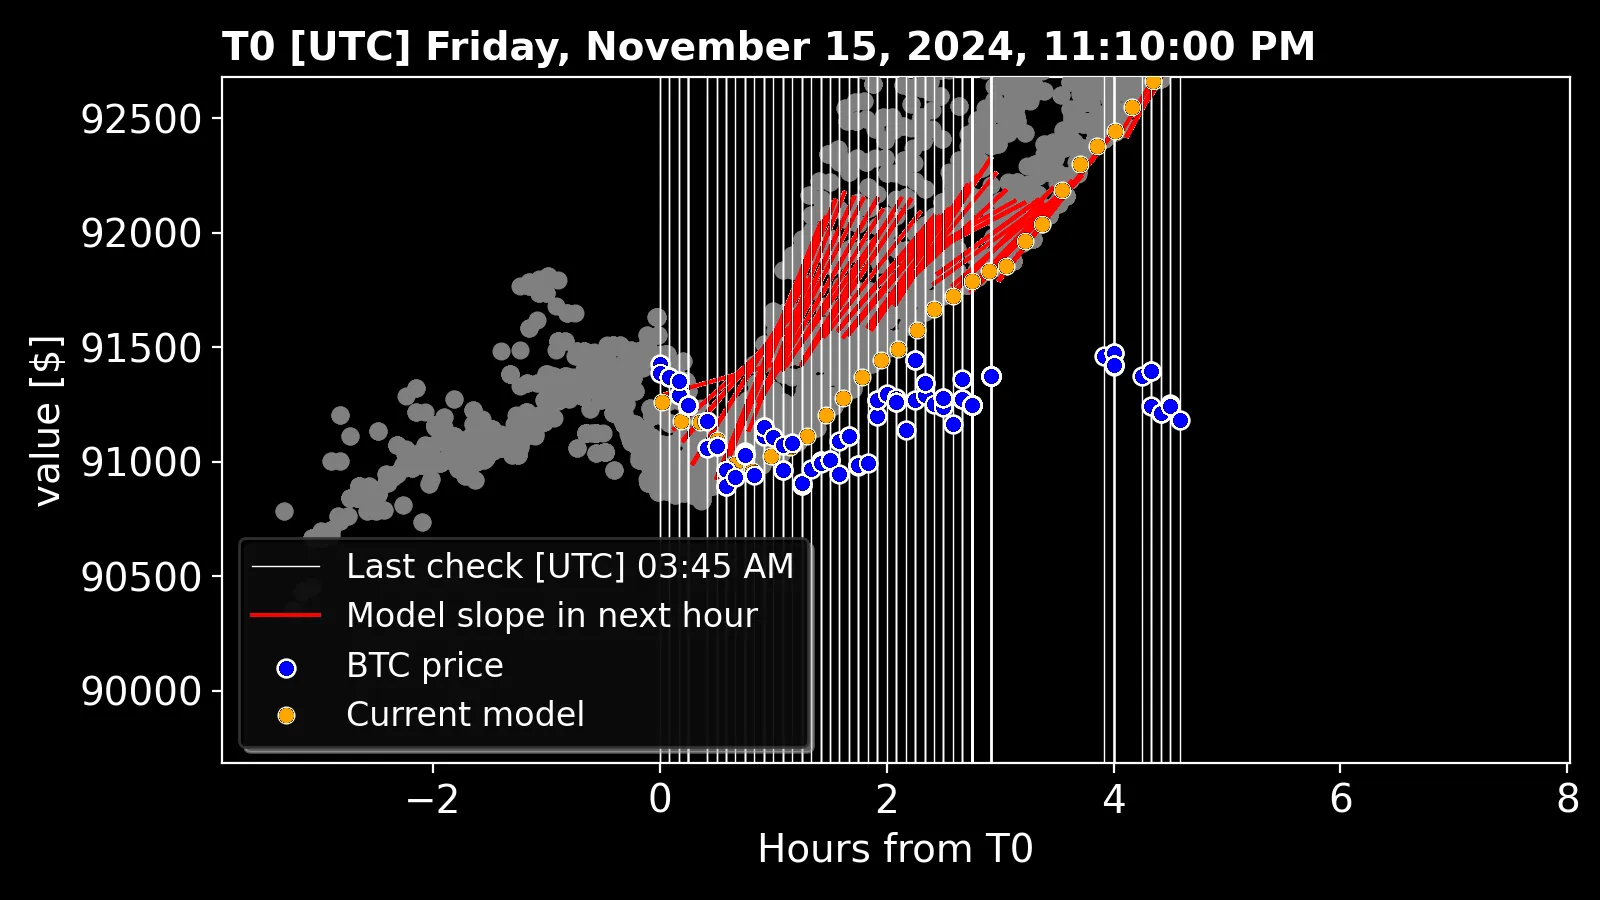 T0 [UTC] Friday, November 15, 2024, 11:10:00 PM
92500
92000
91500
91000
90500
90000
value [$]
Last check [UTC] 03:45 AM
Model slope in next hour
BTC price
Current model
−2 0 2 4 6 8
Hours from T0